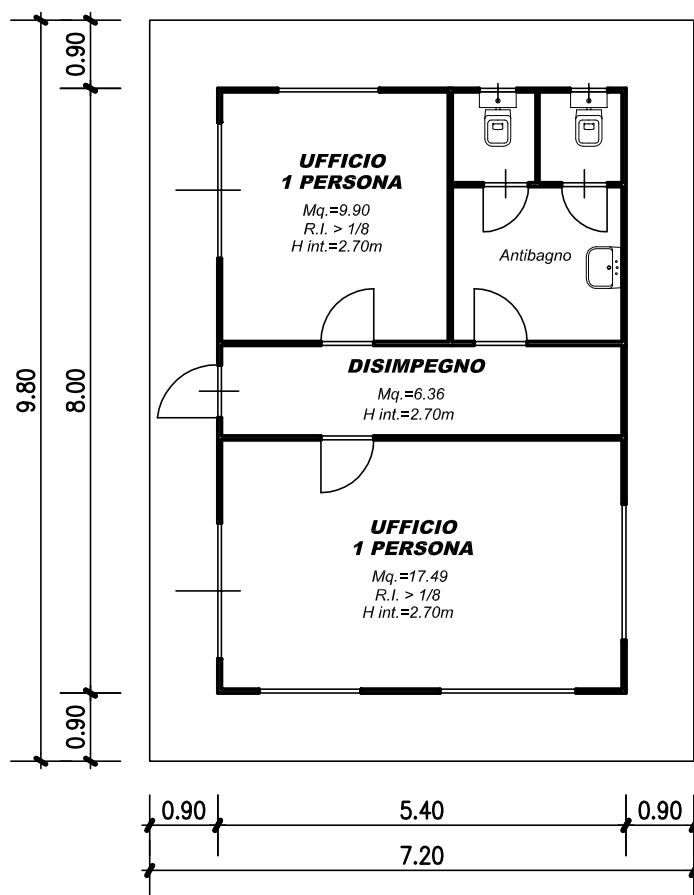 0.90
UFFICIO
1 PERSONA
Mq.=9.90
R.I. > 1/8
H int.=2.70m
Antibagno
DISIMPEGNO
Mq.=6.36
H int.=2.70m
9.80
8.00
UFFICIO
1 PERSONA
Mq.=17.49
R.I. > 1/8
H int.=2.70m
0.90
0.90
5.40
0.90
7.20